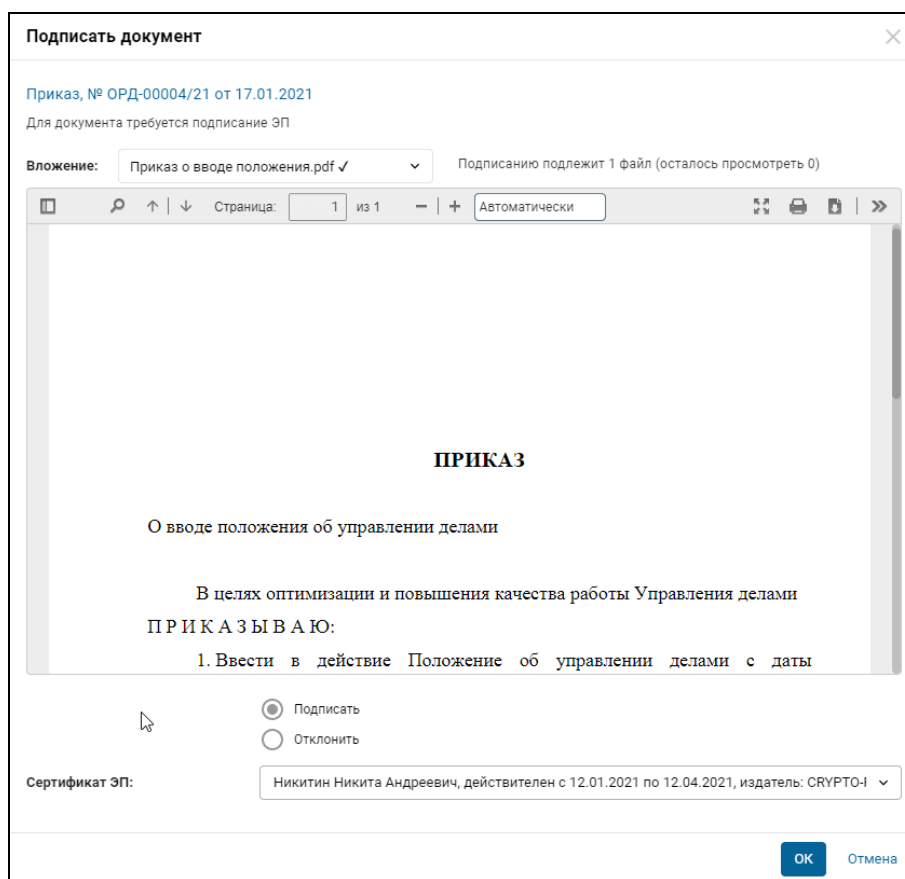 Подписать документ
Приказ, № ОРД-00004/21 от 17.01.2021
Для документа требуется подписание ЭП
Вложение: Приказ о вводе положения.pdf ✓ Подписанию подлежит 1 файл (осталось просмотреть 0)
Страница: 1 из 1 Автоматически
ПРИКАЗ
О вводе положения об управлении делами
В целях оптимизации и повышения качества работы Управления делами
П Р И К А З Ы В А Ю:
1. Ввести в действие Положение об управлении делами с даты
Подписать
Отклонить
Сертификат ЭП: Никитин Никита Андреевич, действителен с 12.01.2021 по 12.04.2021, издатель: CRYPTO-
ОК Отмена